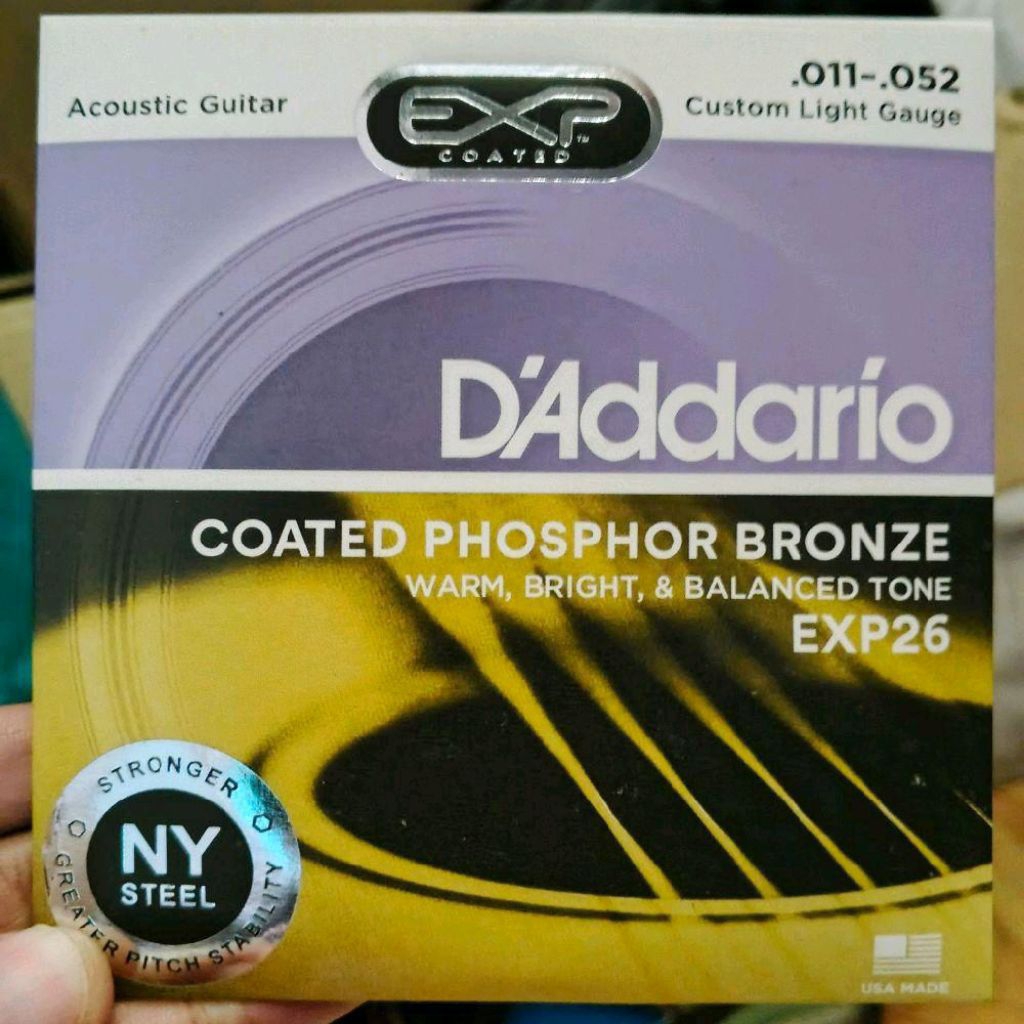 Acoustic Guitar
EXP™
COATED
.011-.052
Custom Light Gauge
D'Addario
COATED PHOSPHOR BRONZE
WARM, BRIGHT, & BALANCED TONE
EXP26
STRONGER
NY
STEEL
GREATER PITCH STABILITY
USA MADE